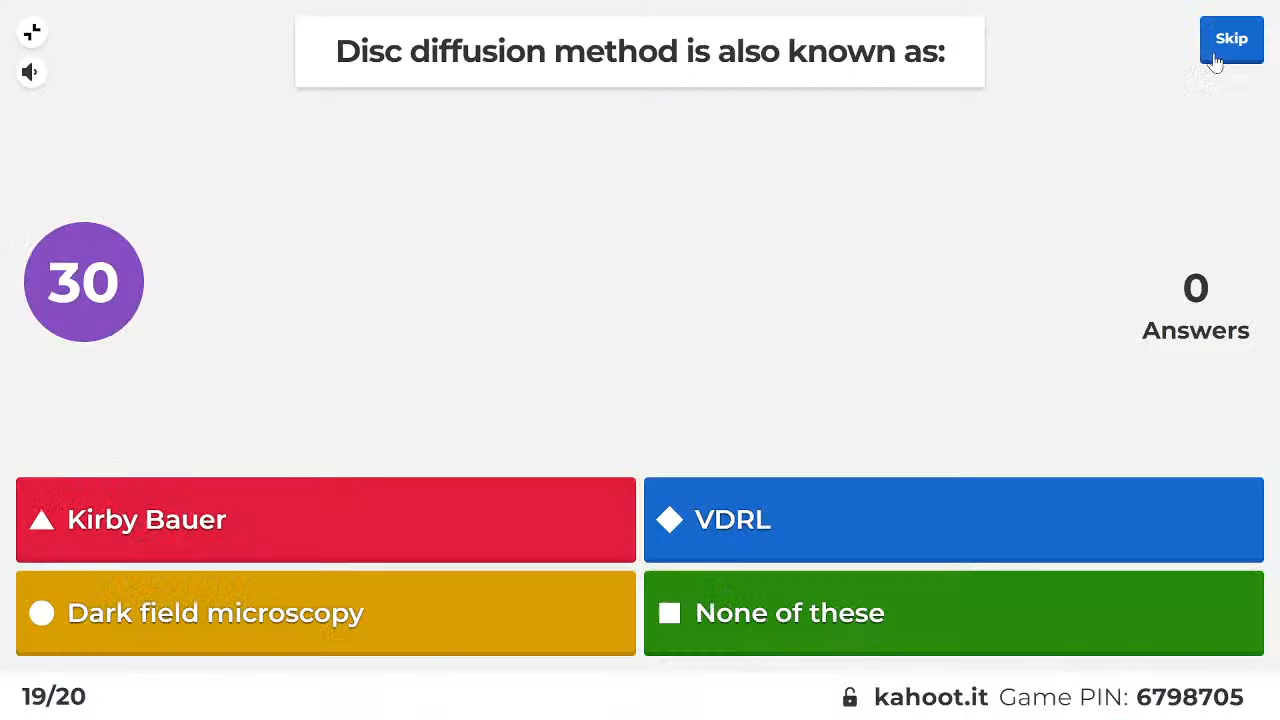 Disc diffusion method is also known as:
Skip
30
0
Answers
Kirby Bauer
VDRL
Dark field microscopy
None of these
19/20
kahoot.it Game PIN: 6798705